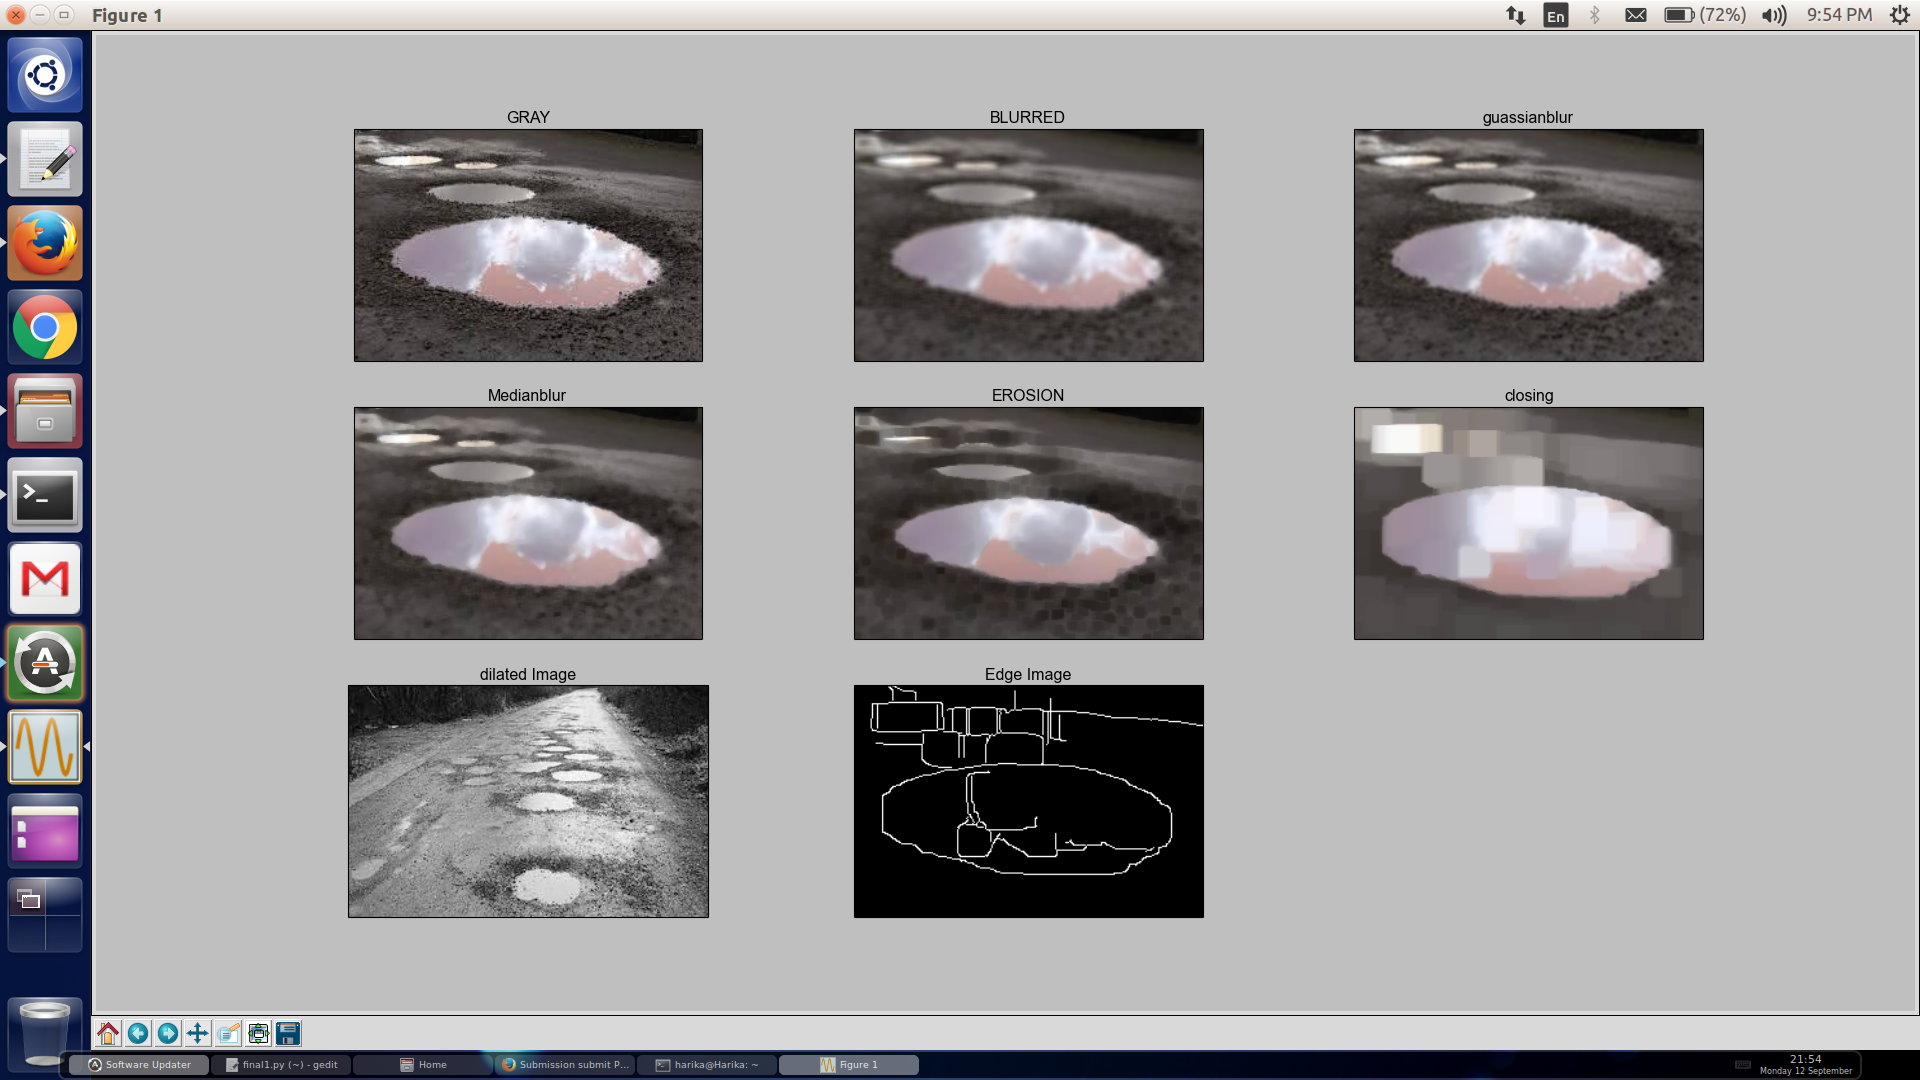 Figure 1
En
(72%)
9:54 PM
GRAY
BLURRED
guassianblur
Medianblur
EROSION
closing
dilated Image
Edge Image
Software Updater
final1.py (~) - gedit
Home
Submission submit P...
harika@Harika: ~
Figure 1
21:54
Monday 12 September